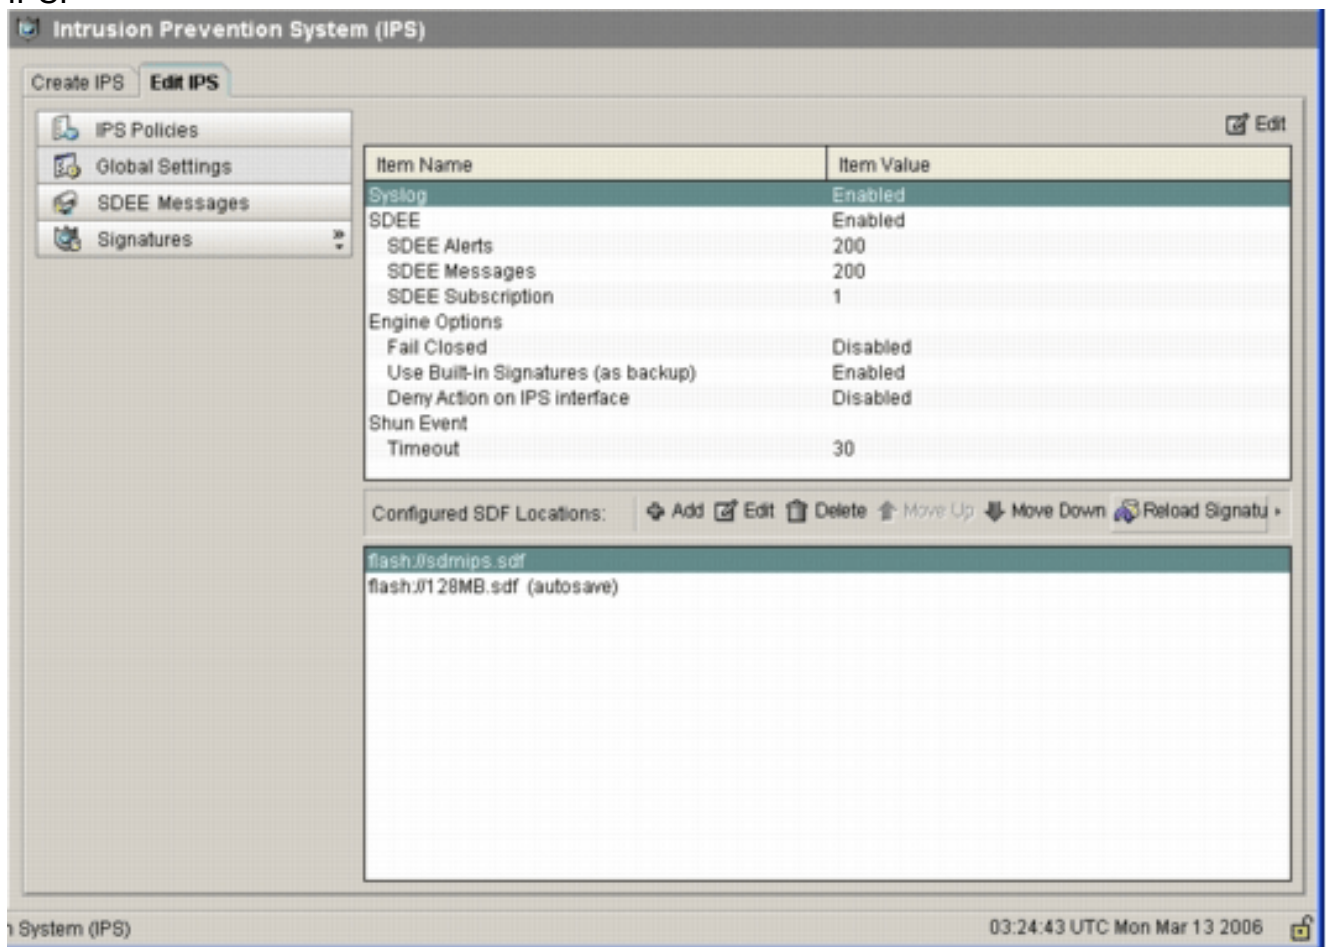 IPS.
Intrusion Prevention System (IPS)
Create IPS
Edit IPS
IPS Policies
Global Settings
SDEE Messages
Signatures
Edit
Item Name Item Value
Syslog Enabled
SDEE Enabled
SDEE Alerts 200
SDEE Messages 200
SDEE Subscription 1
Engine Options
Fail Closed Disabled
Use Built-in Signatures (as backup) Enabled
Deny Action on IPS interface Disabled
Shun Event
Timeout 30
Configured SDF Locations: Add Edit Delete Move Up Move Down Reload Signatu
flash://sdmips.sdf
flash://128MB.sdf (autosave)
System (IPS) 03:24:43 UTC Mon Mar 13 2006